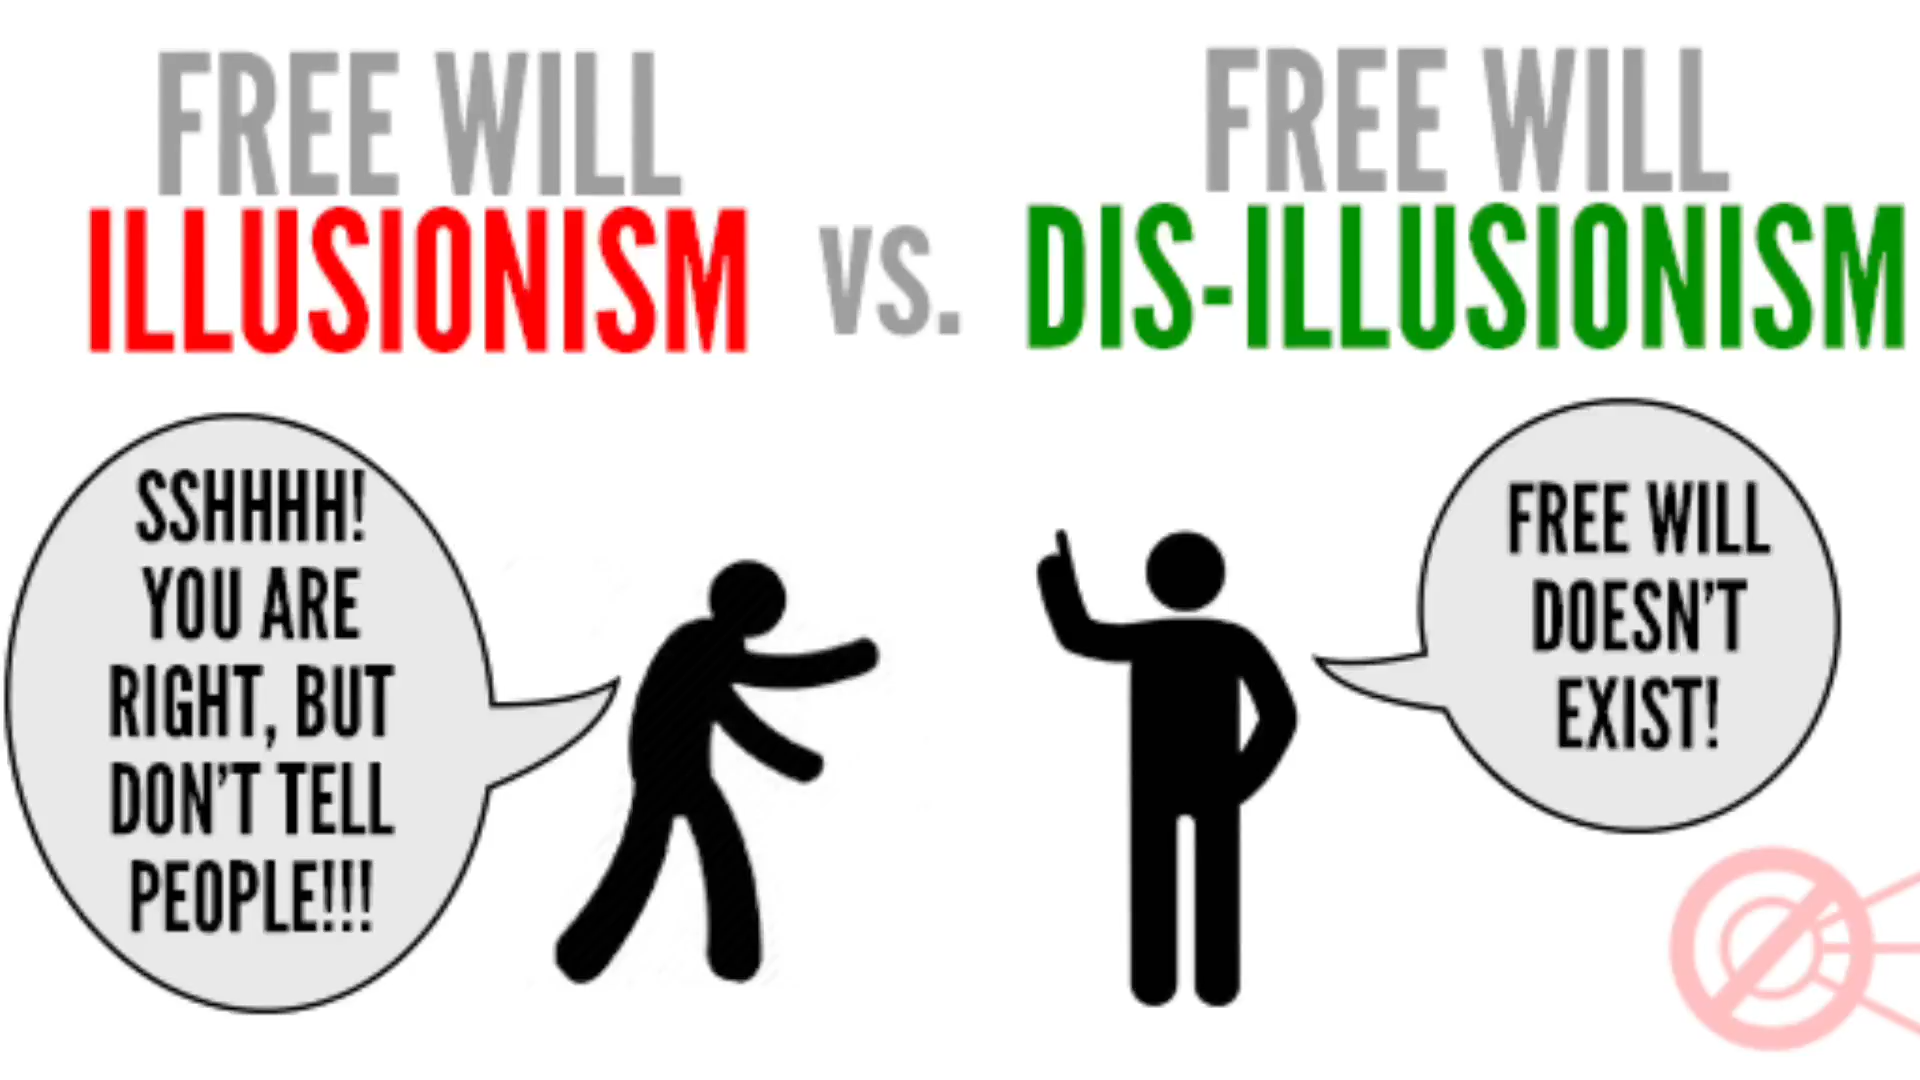 FREE WILL
ILLUSIONISM
VS.
FREE WILL
DIS-ILLUSIONISM
SSHHHH!
YOU ARE
RIGHT, BUT
DON'T TELL
PEOPLE!!!
FREE WILL
DOESN'T
EXIST!